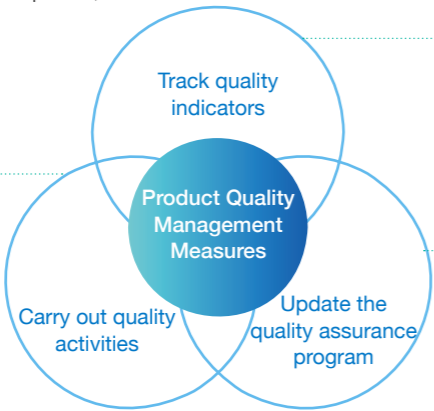 Track quality
indicators
Product Quality
Management
Measures
Carry out quality
activities
Update the
quality assurance
program